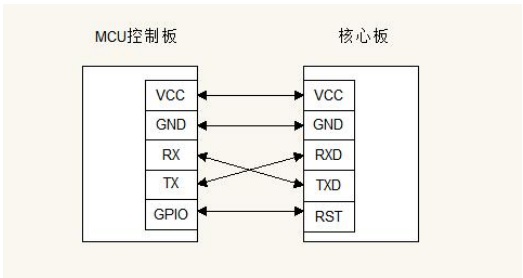 MCU控制板 核心板
VCC VCC
GND GND
RX RXD
TX TXD
GPIO RST